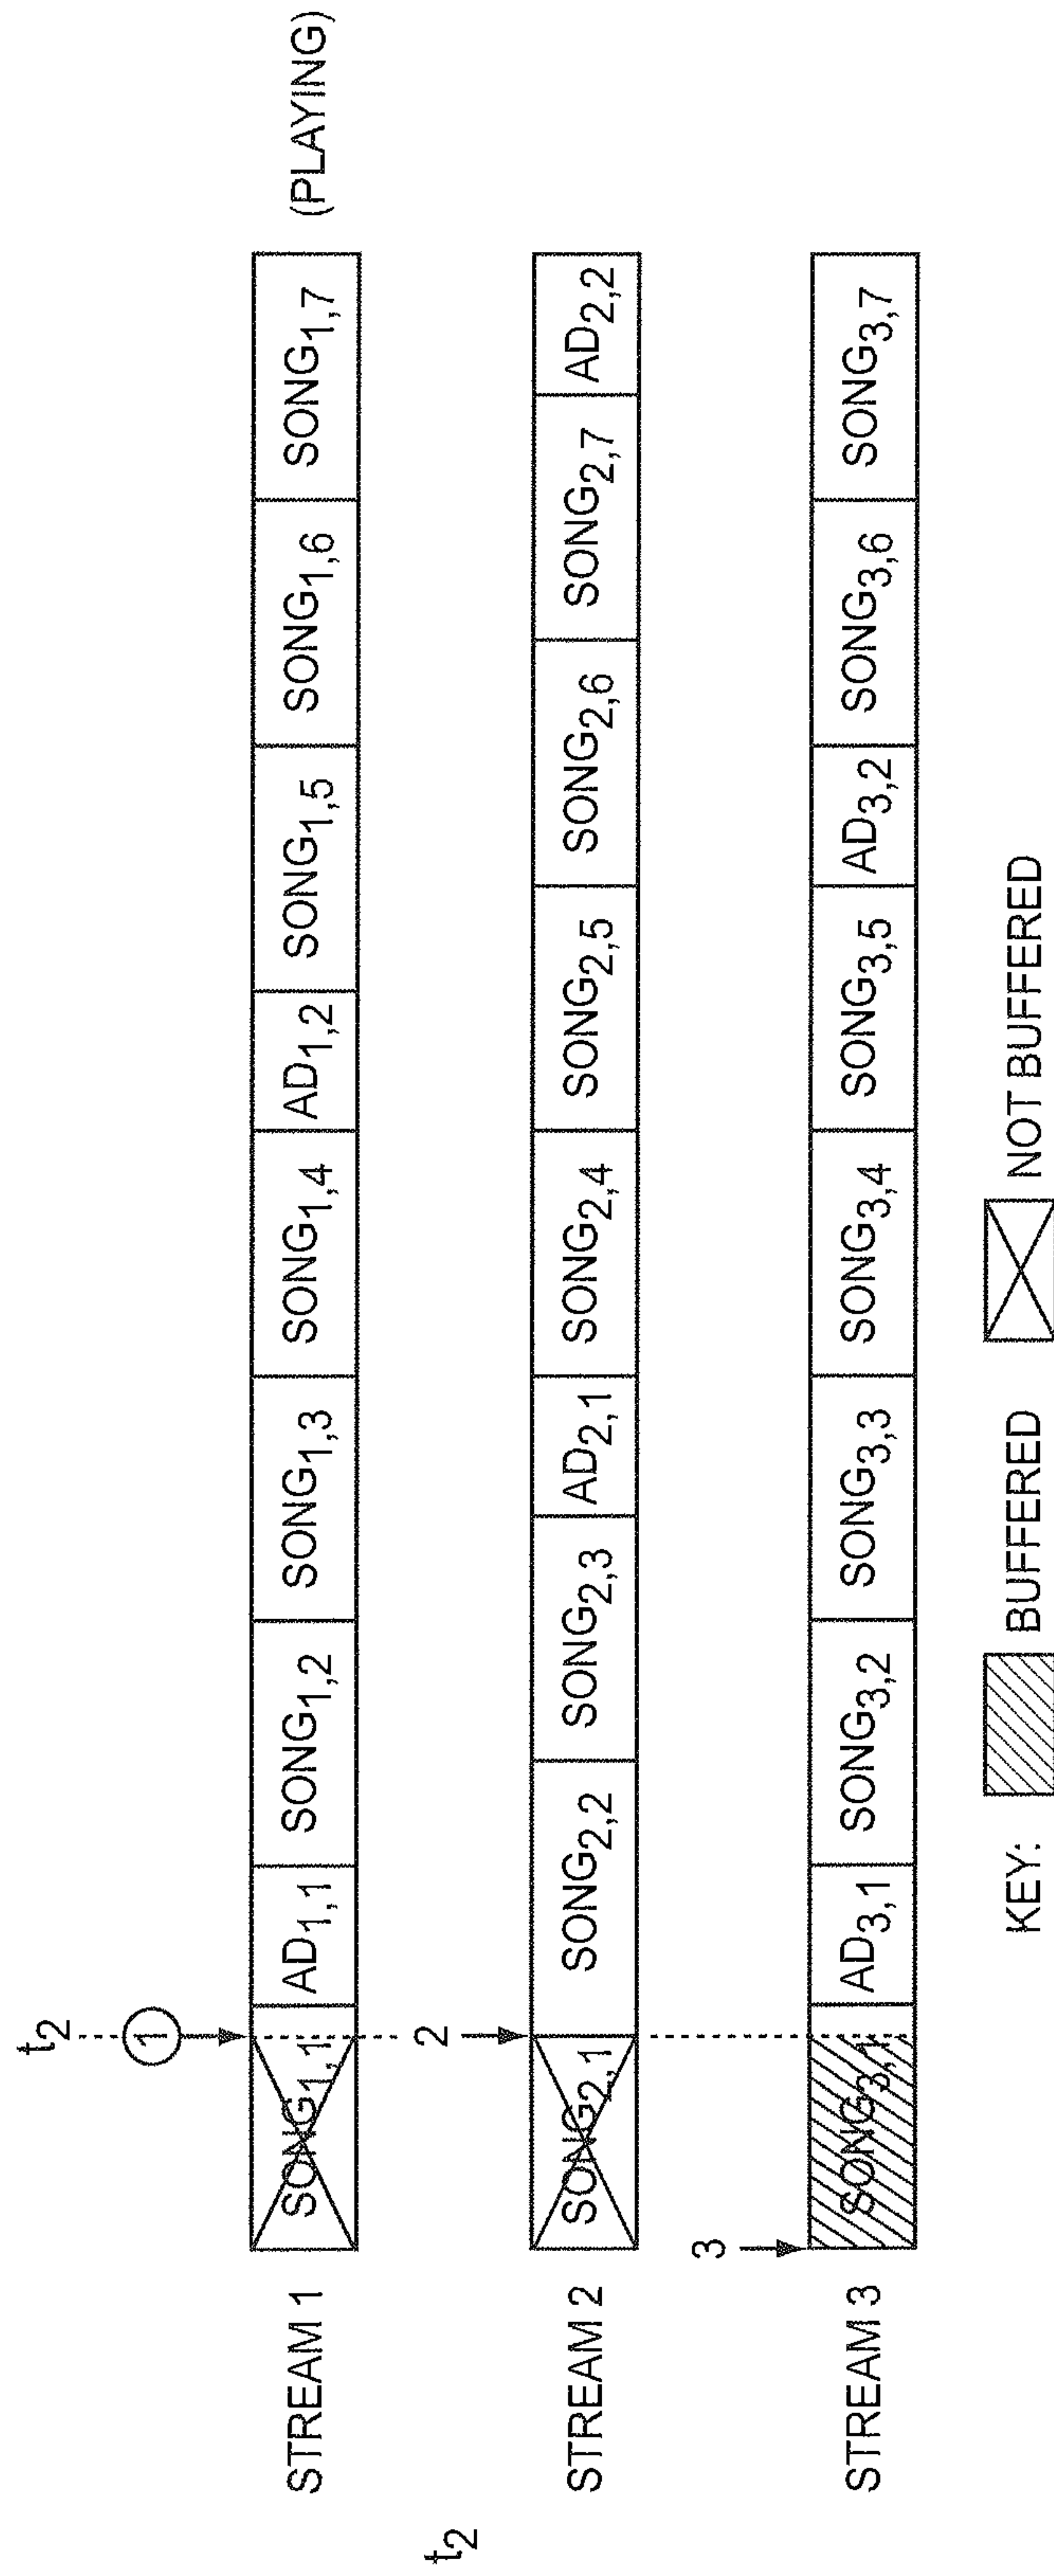 t2
1
STREAM 1 SONG1,1 AD1,1 SONG1,2 SONG1,3 SONG1,4 AD1,2 SONG1,5 SONG1,6 SONG1,7 (PLAYING)
t2
2
STREAM 2 SONG2,1 SONG2,2 SONG2,3 AD2,1 SONG2,4 SONG2,5 SONG2,6 SONG2,7 AD2,2
3
STREAM 3 SONG3,1 AD3,1 SONG3,2 SONG3,3 SONG3,4 SONG3,5 AD3,2 SONG3,6 SONG3,7
KEY: BUFFERED NOT BUFFERED